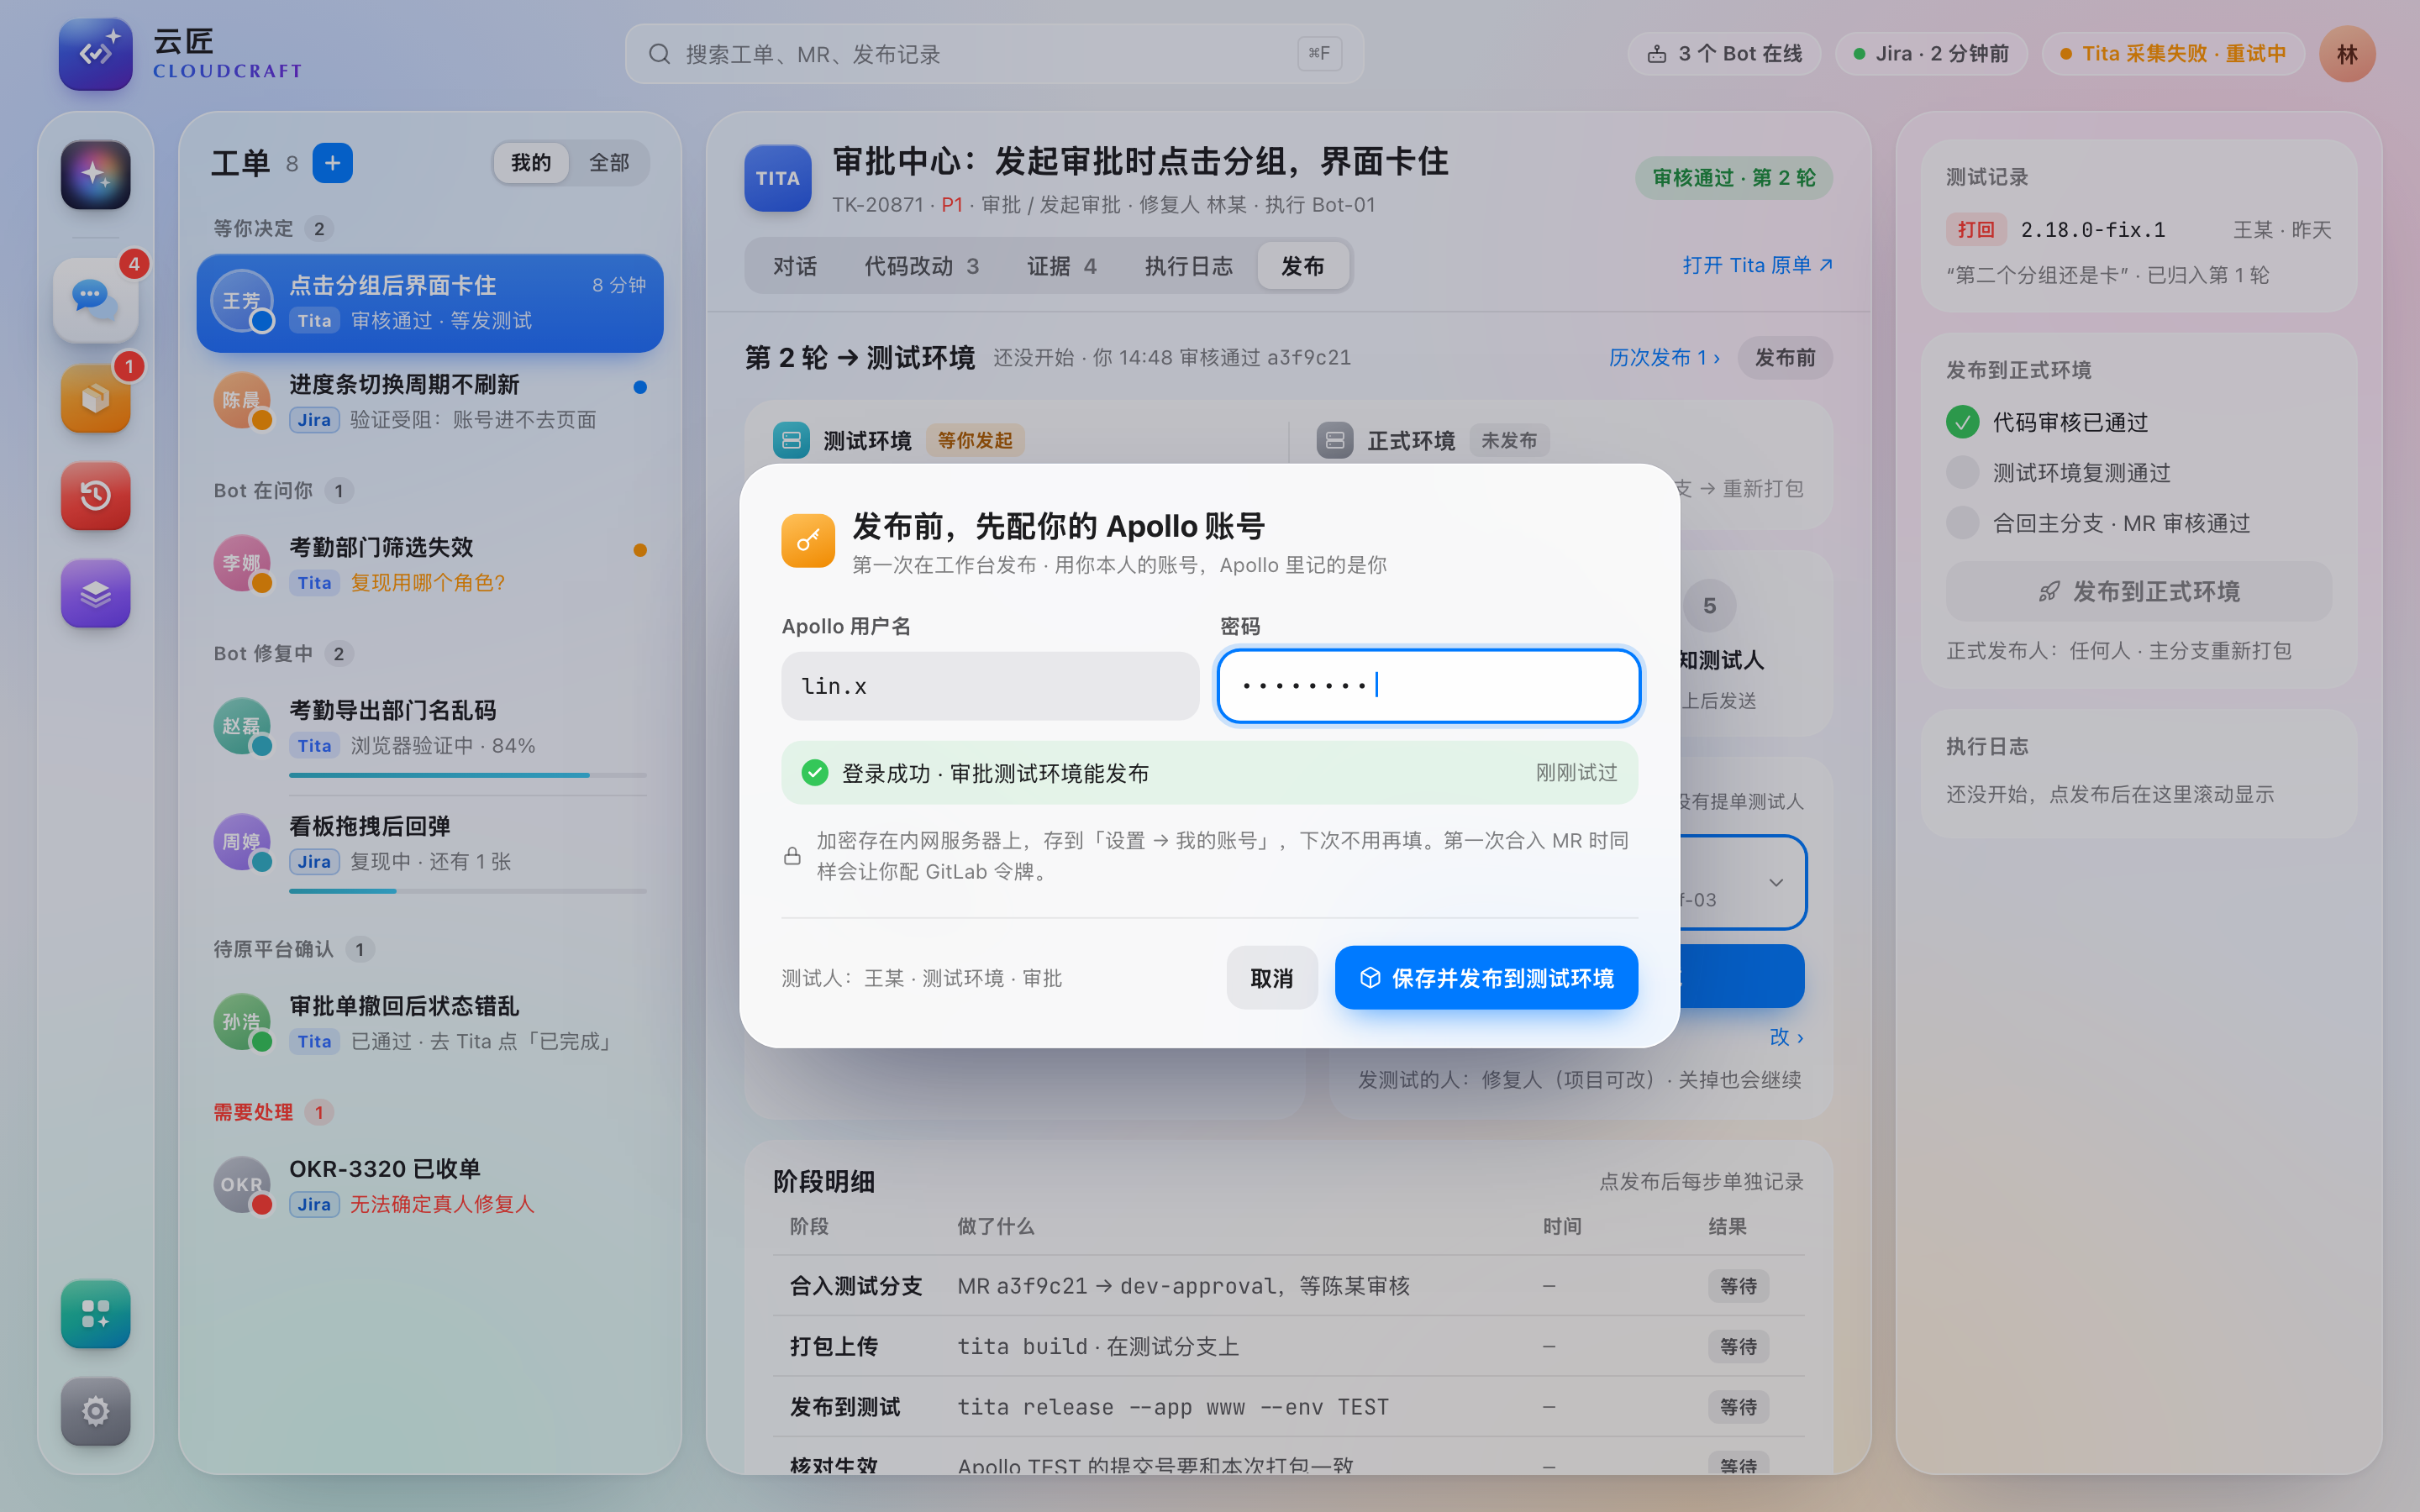 云匠
CLOUDCRAFT
搜索工单、MR、发布记录
⌘F
3 个 Bot 在线
Jira · 2 分钟前
Tita 采集失败 · 重试中
林
4
1
工单 8
我的 全部
等你决定 2
王芳
点击分组后界面卡住 8 分钟
Tita 审核通过 · 等发测试
陈晨
进度条切换周期不刷新
Jira 验证受阻：账号进不去页面
Bot 在问你 1
李娜
考勤部门筛选失效
Tita 复现用哪个角色?
Bot 修复中 2
赵磊
考勤导出部门名乱码
Tita 浏览器验证中 · 84%
周婷
看板拖拽后回弹
Jira 复现中 · 还有 1 张
待原平台确认 1
孙浩
审批单撤回后状态错乱
Tita 已通过 · 去 Tita 点「已完成」
需要处理 1
OKR
OKR-3320 已收单
Jira 无法确定真人修复人
TITA
审批中心：发起审批时点击分组，界面卡住
TK-20871 · P1 · 审批 / 发起审批 · 修复人 林某 · 执行 Bot-01
审核通过 · 第 2 轮
对话 代码改动 3 证据 4 执行日志 发布
打开 Tita 原单 ↗
第 2 轮 → 测试环境 还没开始 · 你 14:48 审核通过 a3f9c21
历次发布 1 › 发布前
测试环境 等你发起
正式环境 未发布
支 → 重新打包
5
知测试人
上后发送
没有提单测试人
f-03
改 ›
发测试的人：修复人（项目可改）· 关掉也会继续
发布前，先配你的 Apollo 账号
第一次在工作台发布 · 用你本人的账号，Apollo 里记的是你
Apollo 用户名
密码
lin.x
••••••••
登录成功 · 审批测试环境能发布 刚刚试过
加密存在内网服务器上，存到「设置 → 我的账号」，下次不用再填。第一次合入 MR 时同
样会让你配 GitLab 令牌。
测试人：王某 · 测试环境 · 审批
取消
保存并发布到测试环境
阶段明细 点发布后每步单独记录
阶段 做了什么 时间 结果
合入测试分支 MR a3f9c21 → dev-approval，等陈某审核 — 等待
打包上传 tita build · 在测试分支上 — 等待
发布到测试 tita release --app www --env TEST — 等待
核对生效 Apollo TEST 的提交号要和本次打包一致 — 等待
测试记录
打回 2.18.0-fix.1 王某 · 昨天
“第二个分组还是卡” · 已归入第 1 轮
发布到正式环境
代码审核已通过
测试环境复测通过
合回主分支 · MR 审核通过
发布到正式环境
正式发布人：任何人 · 主分支重新打包
执行日志
还没开始，点发布后在这里滚动显示